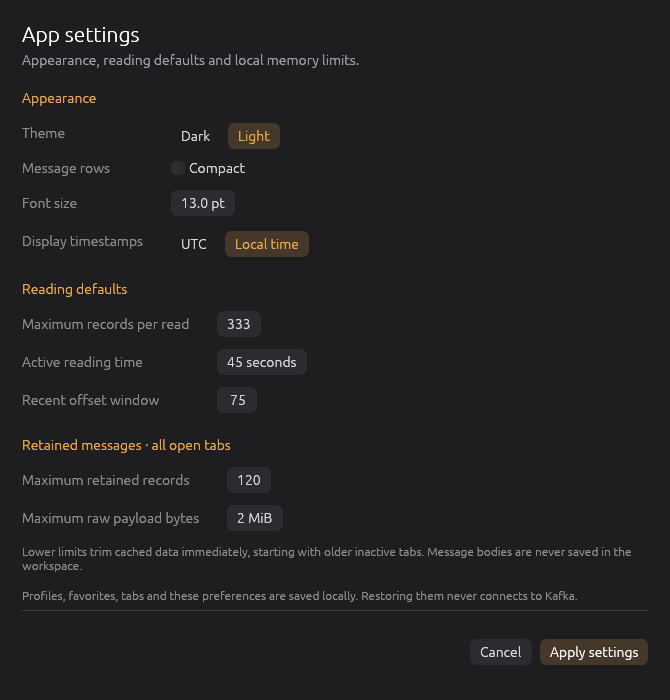 App settings
Appearance, reading defaults and local memory limits.
Appearance
Theme Dark Light
Message rows Compact
Font size 13.0 pt
Display timestamps UTC Local time
Reading defaults
Maximum records per read 333
Active reading time 45 seconds
Recent offset window 75
Retained messages · all open tabs
Maximum retained records 120
Maximum raw payload bytes 2 MiB
Lower limits trim cached data immediately, starting with older inactive tabs. Message bodies are never saved in the
workspace.
Profiles, favorites, tabs and these preferences are saved locally. Restoring them never connects to Kafka.
Cancel Apply settings